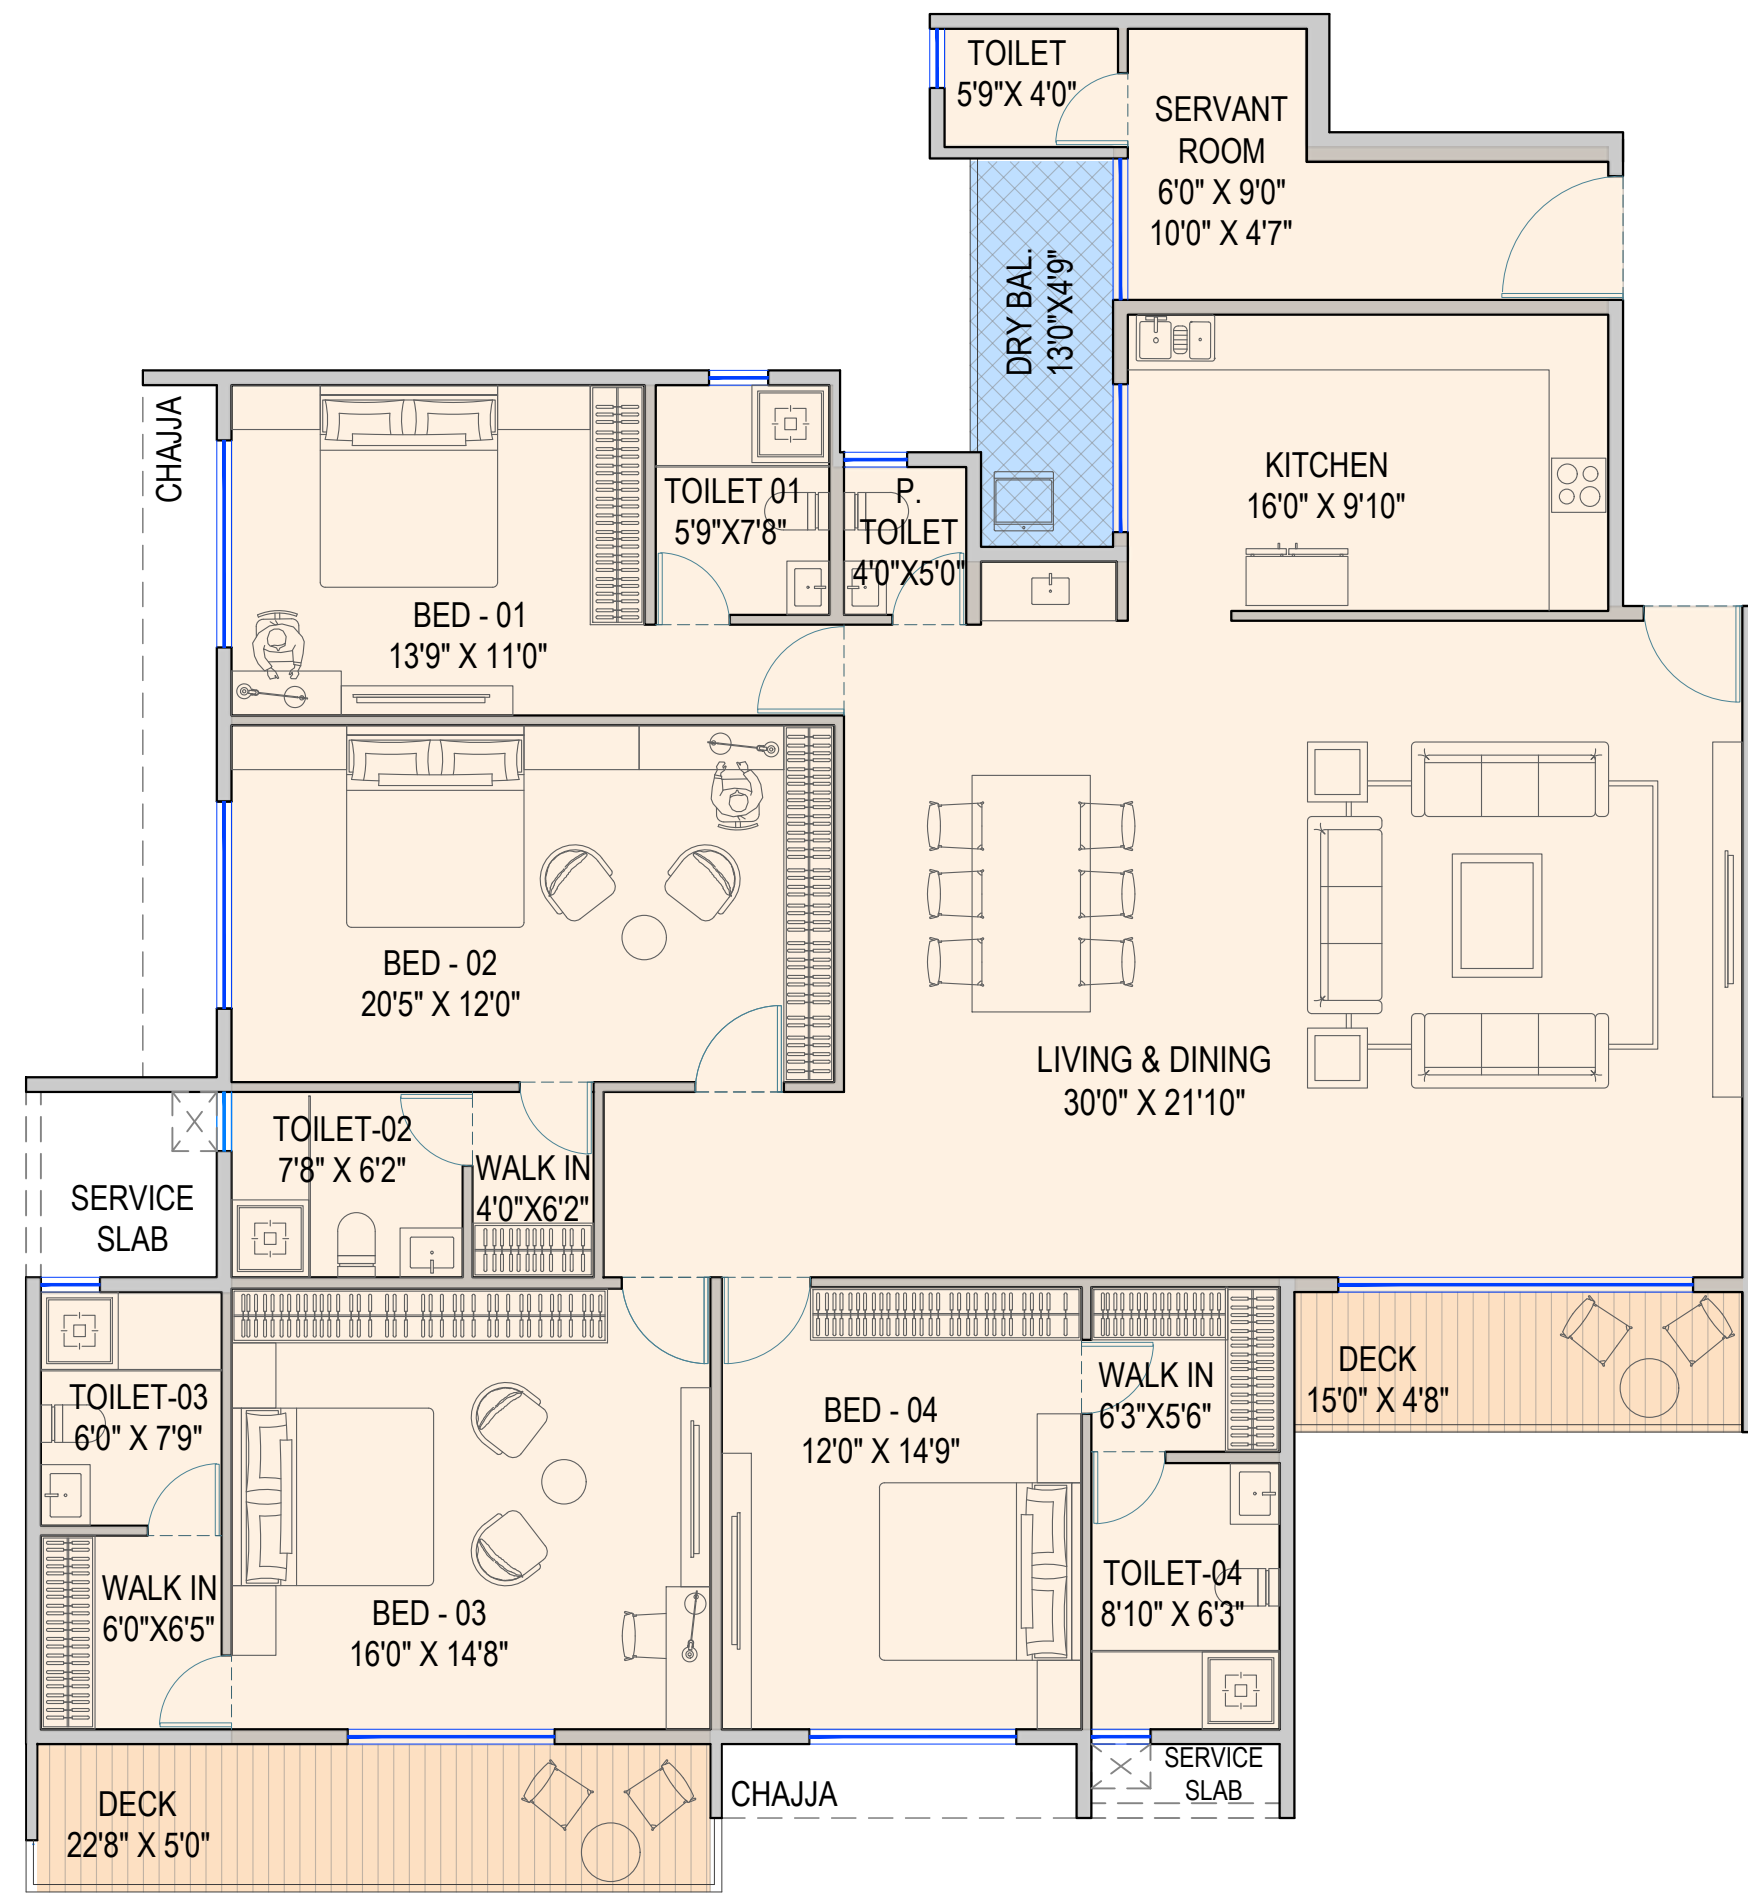 TOILET
5'9"X 4'0"
SERVANT
ROOM
6'0" X 9'0"
10'0" X 4'7"
DRY BAL.
13'0"X4'9"
KITCHEN
16'0" X 9'10"
CHAJJA
TOILET 01
5'9"X7'8"
P.
TOILET
4'0"X5'0"
BED - 01
13'9" X 11'0"
BED - 02
20'5" X 12'0"
LIVING & DINING
30'0" X 21'10"
TOILET-02
7'8" X 6'2"
WALK IN
4'0"X6'2"
SERVICE
SLAB
TOILET-03
6'0" X 7'9"
BED - 04
12'0" X 14'9"
WALK IN
6'3"X5'6"
DECK
15'0" X 4'8"
WALK IN
6'0"X6'5"
BED - 03
16'0" X 14'8"
TOILET-04
8'10" X 6'3"
DECK
22'8" X 5'0"
CHAJJA
SERVICE
SLAB